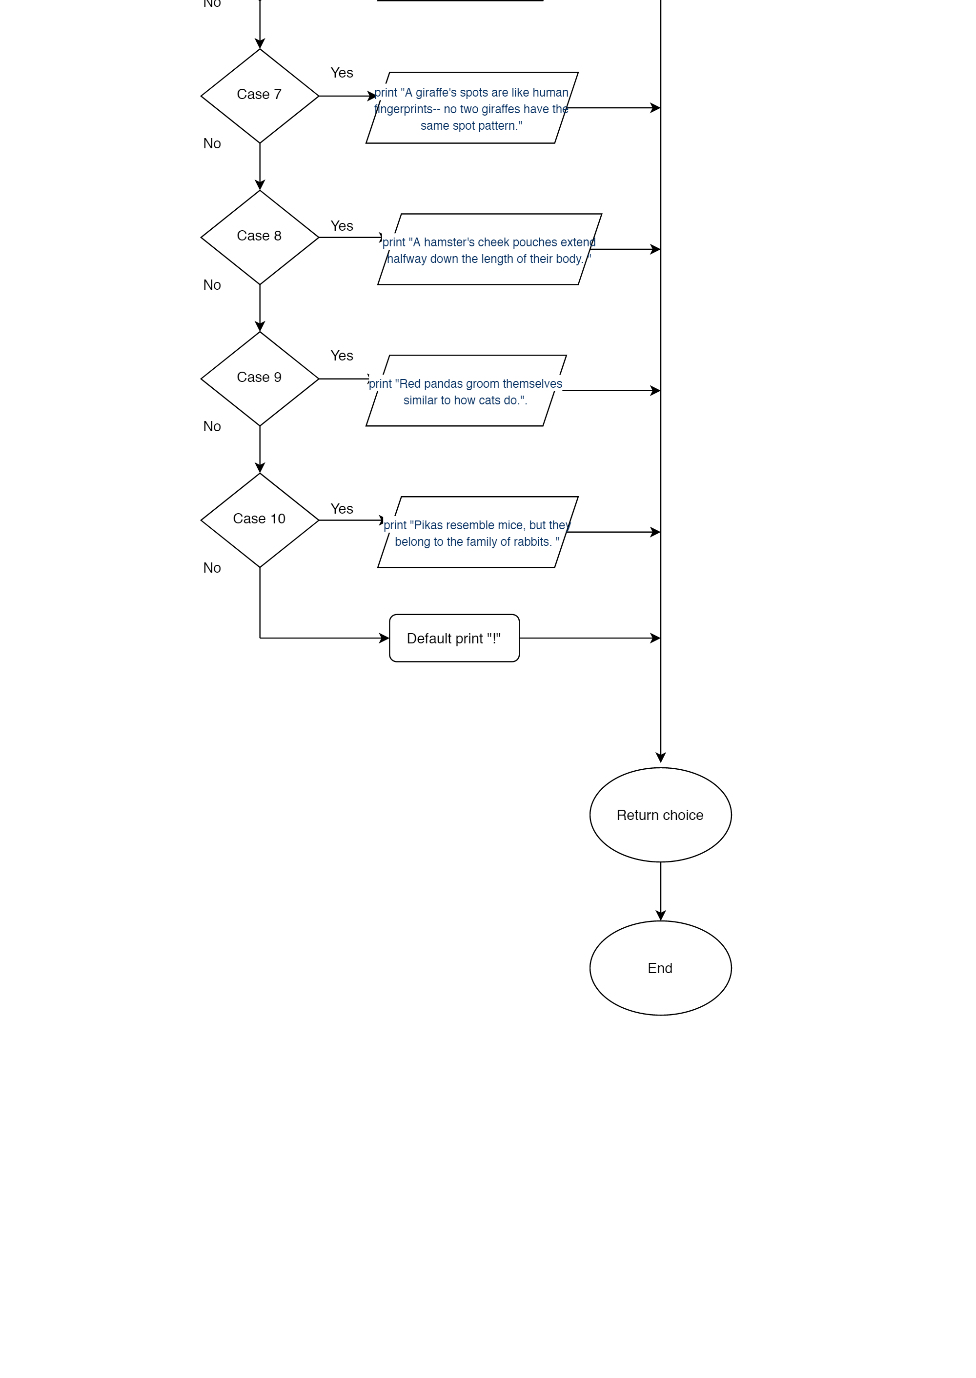 No
Case 7
Yes
print "A giraffe's spots are like human
fingerprints-- no two giraffes have the
same spot pattern."
No
Case 8
Yes
print "A hamster's cheek pouches extend
halfway down the length of their body. "
No
Case 9
Yes
print "Red pandas groom themselves
similar to how cats do.".
No
Case 10
Yes
print "Pikas resemble mice, but they
belong to the family of rabbits. "
No
Default print "!"
Return choice
End